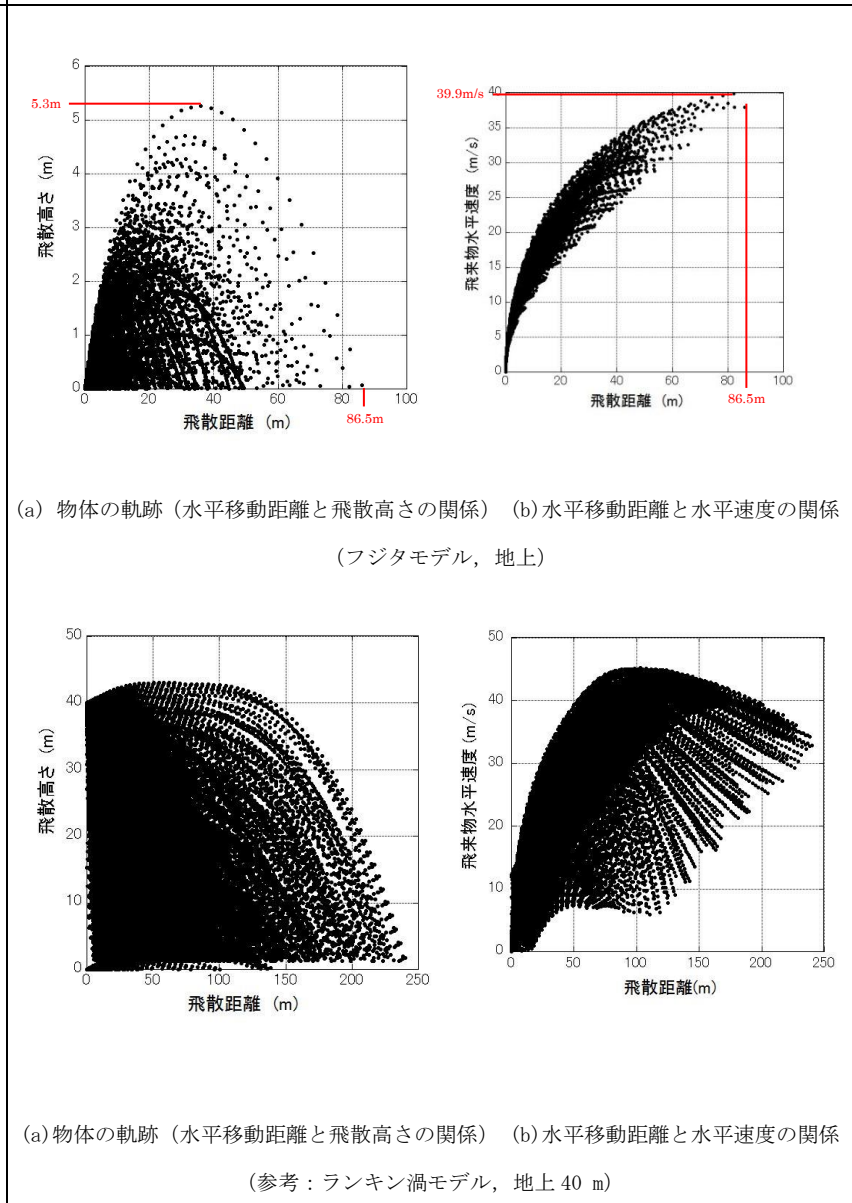 6
5.3m
5
4
3
2
1
0
飛散高さ (m)
0 20 40 60 80 100
飛散距離 (m)
86.5m
39.9m/s
40
35
30
25
20
15
10
5
0
飛来物水平速度 (m/s)
0 20 40 60 80 100
飛散距離 (m)
86.5m
(a) 物体の軌跡（水平移動距離と飛散高さの関係） (b)水平移動距離と水平速度の関係
(フジタモデル，地上)
50
40
30
20
10
0
飛散高さ (m)
0 50 100 150 200 250
飛散距離 (m)
50
40
30
20
10
0
飛来物水平速度(m/s)
0 50 100 150 200 250
飛散距離(m)
(a)物体の軌跡（水平移動距離と飛散高さの関係） (b)水平移動距離と水平速度の関係
(参考：ランキン渦モデル，地上 40 m)